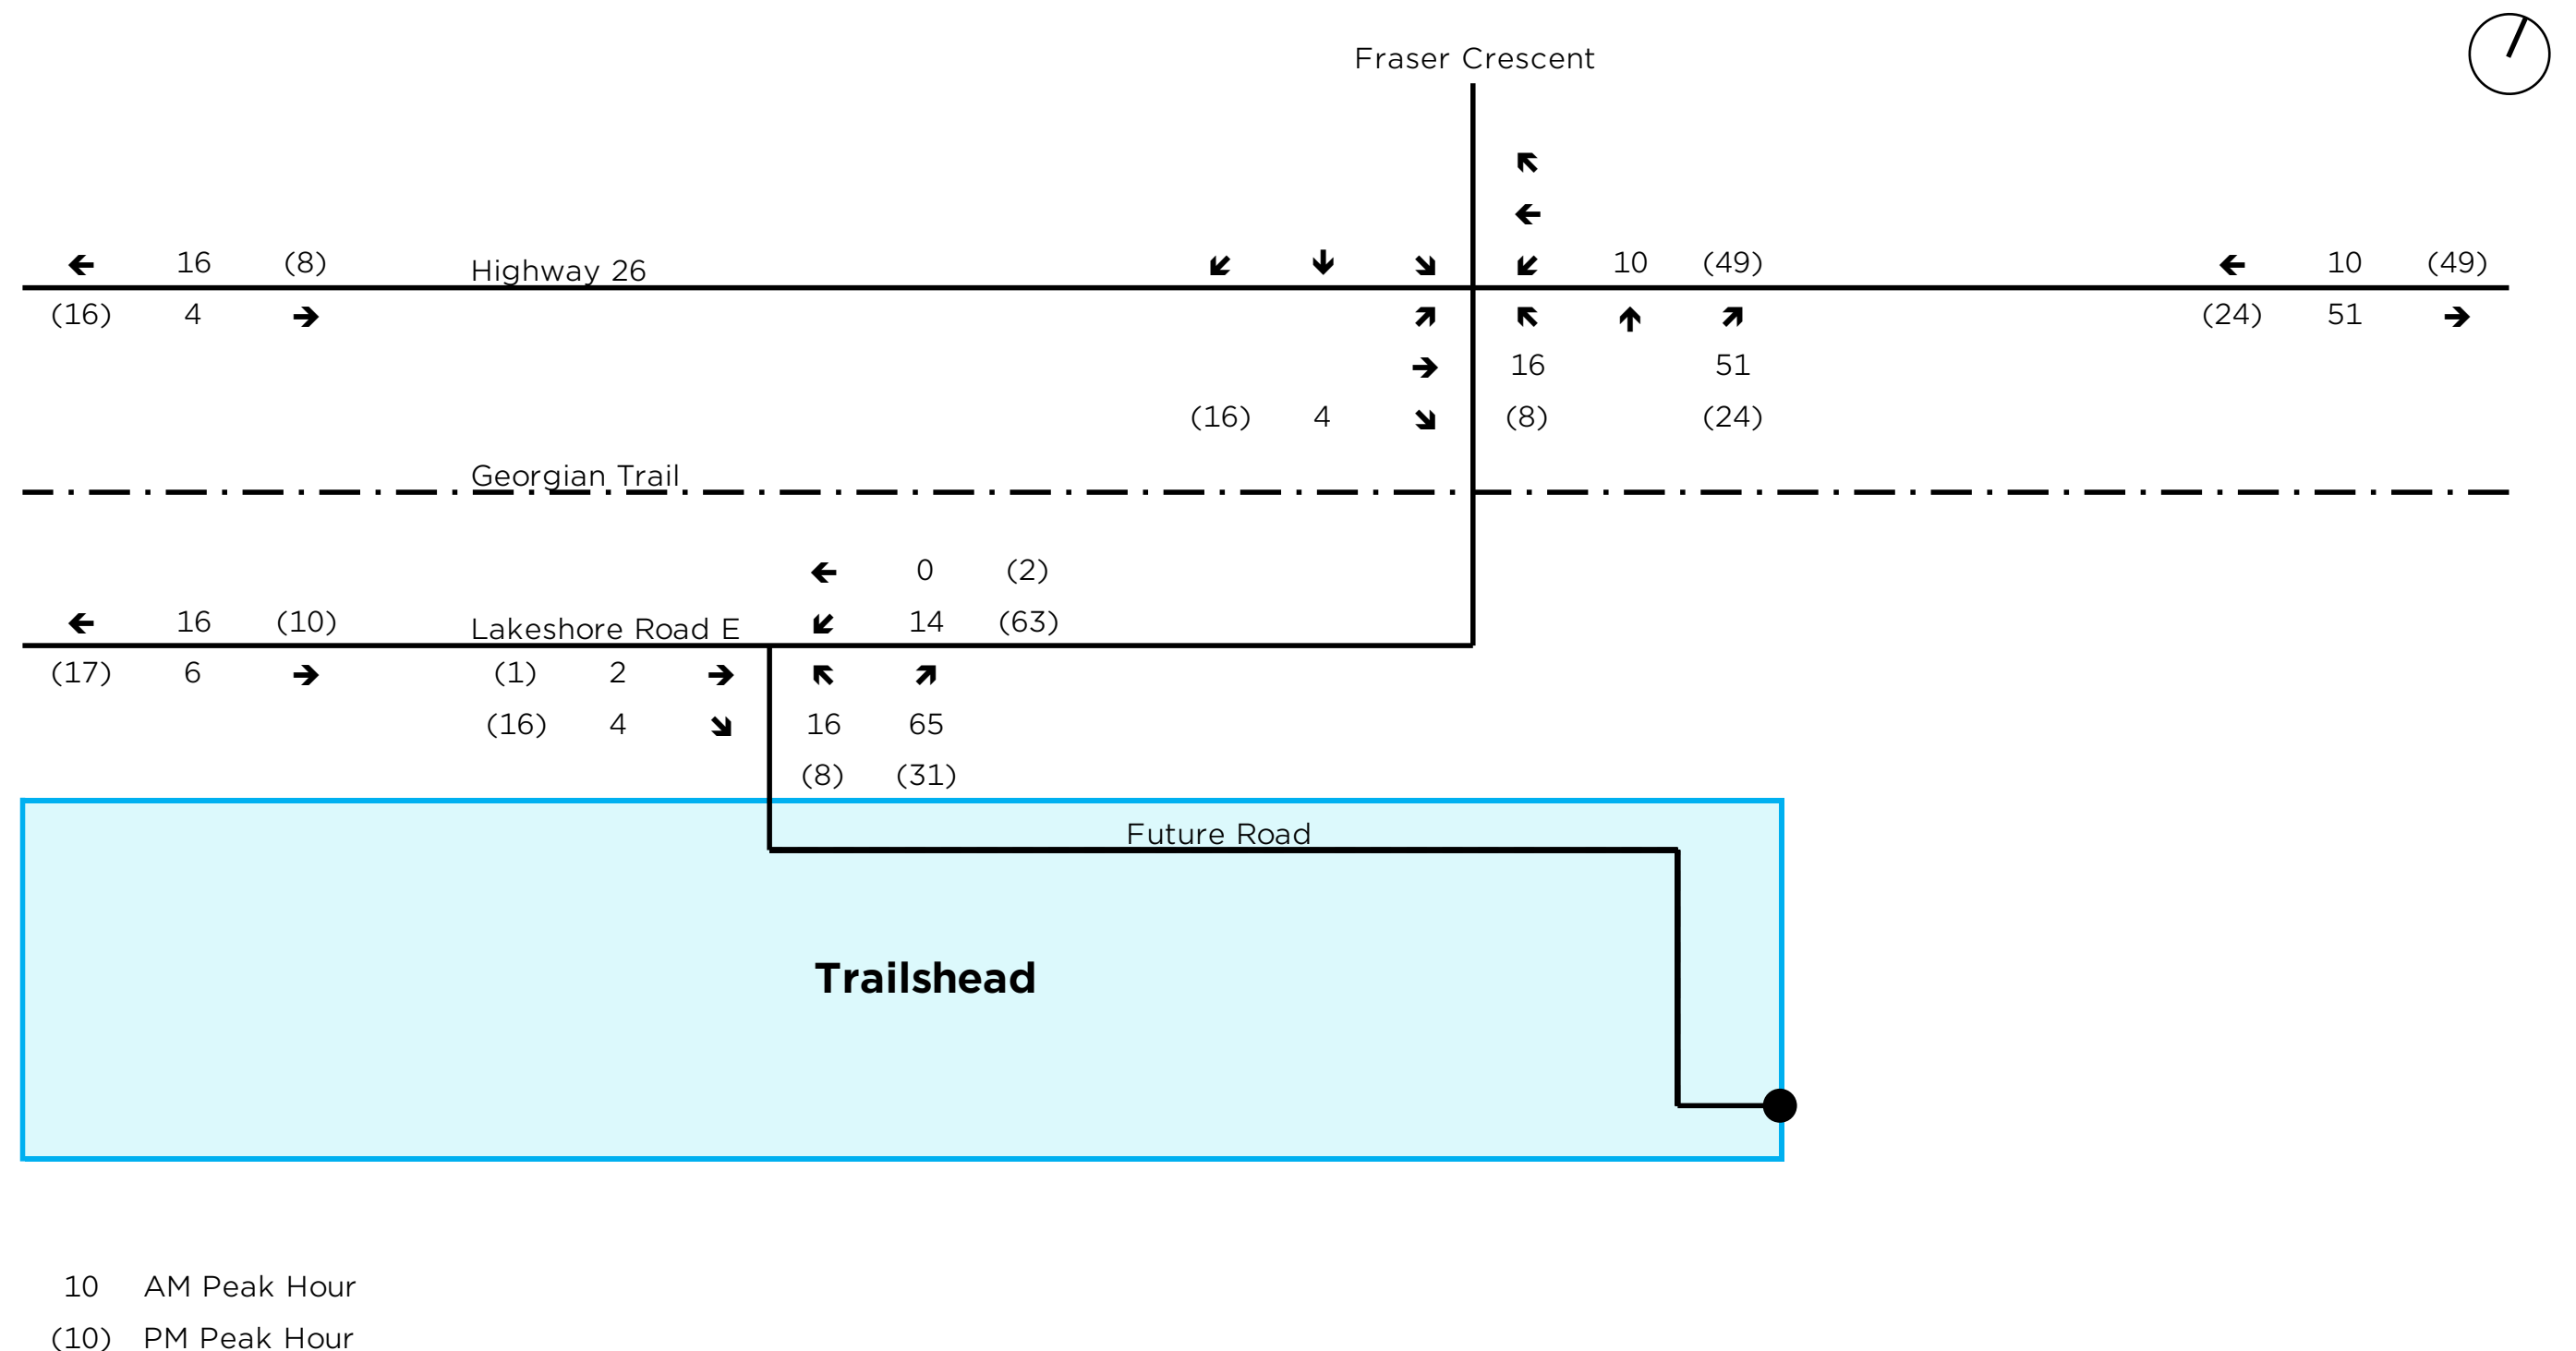 Fraser Crescent
16 (8) Highway 26 10 (49) 10 (49)
(16) 4 (24) 51
16 51
(16) 4 (8) (24)
Georgian Trail
0 (2)
16 (10) Lakeshore Road E 14 (63)
(17) 6 (1) 2
(16) 4 16 65
(8) (31)
Future Road
Trailshead
10 AM Peak Hour
(10) PM Peak Hour